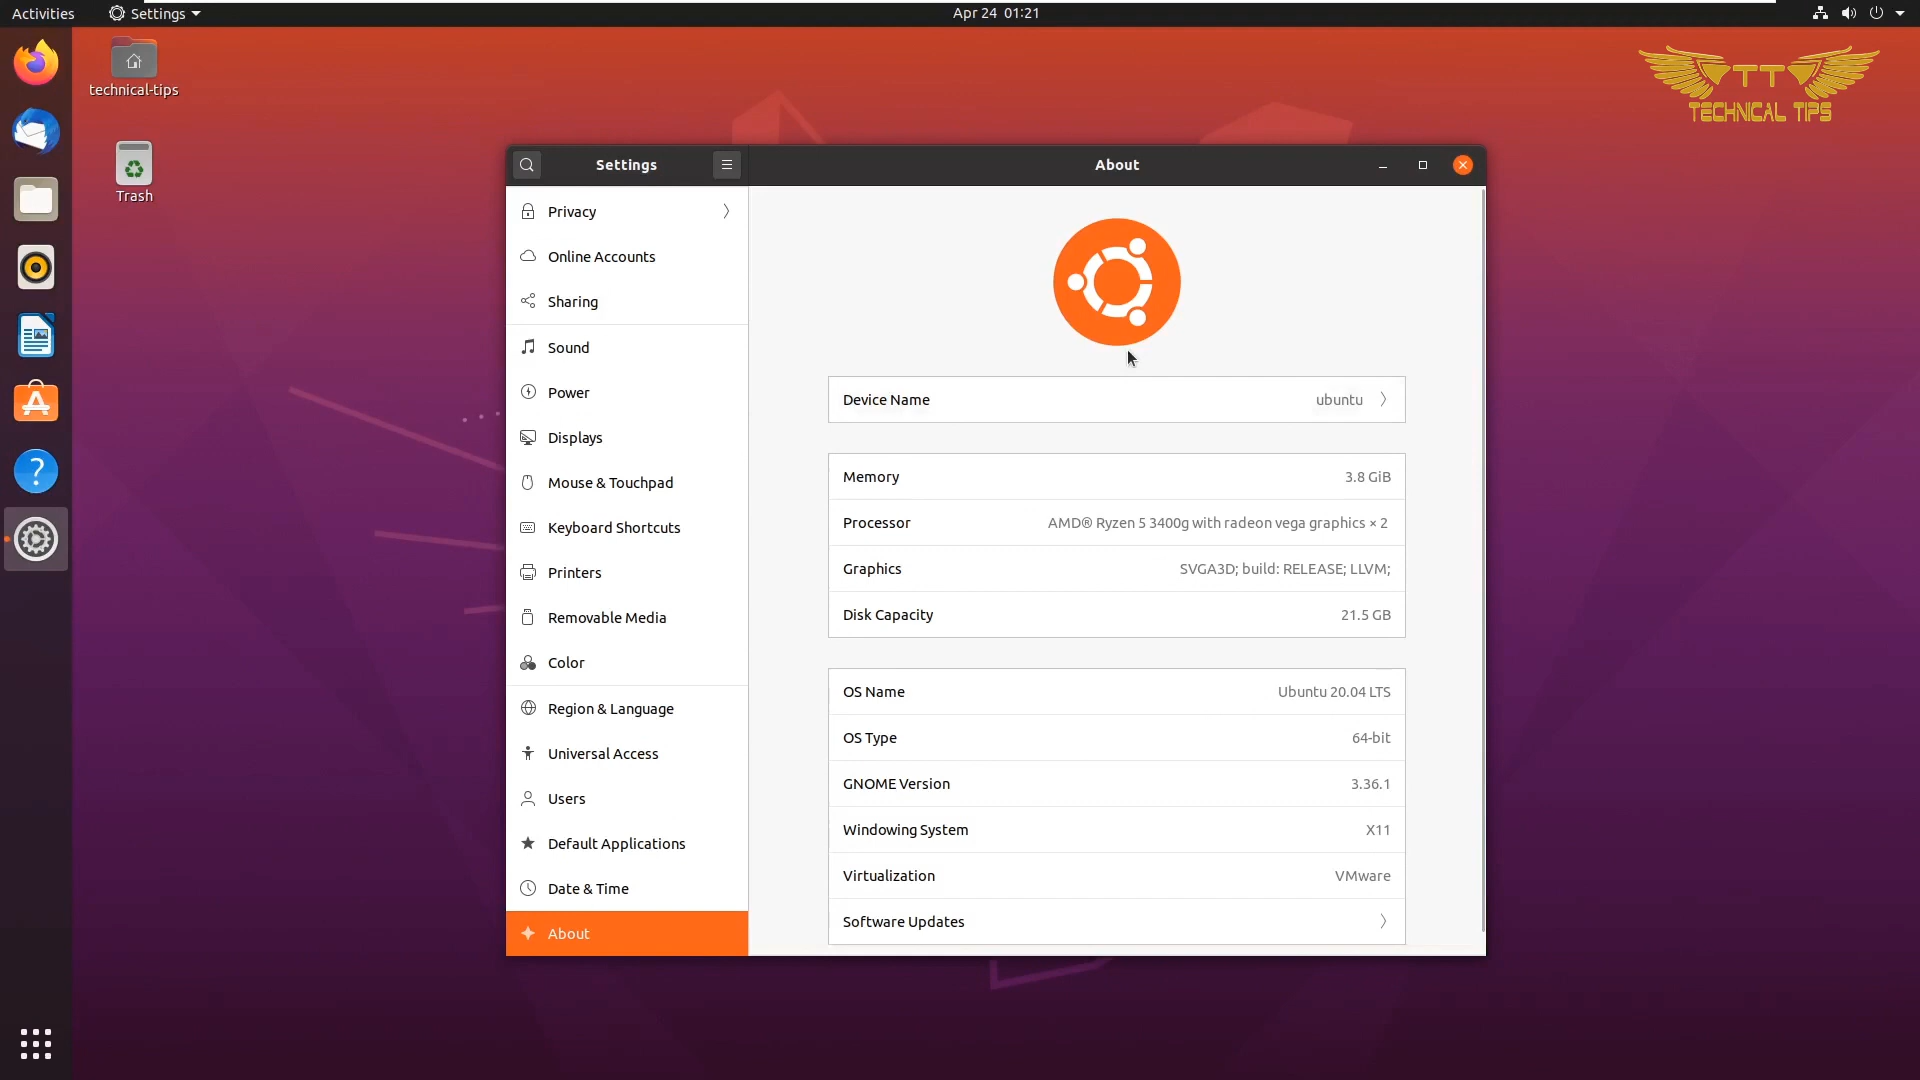 Activities
Settings
Apr 24 01:21
technical-tips
Trash
TT
TECHNICAL TIPS
Settings
About
Privacy
Online Accounts
Sharing
Sound
Power
Displays
Mouse & Touchpad
Keyboard Shortcuts
Printers
Removable Media
Color
Region & Language
Universal Access
Users
Default Applications
Date & Time
About
Device Name ubuntu
Memory 3.8 GiB
Processor AMD® Ryzen 5 3400g with radeon vega graphics × 2
Graphics SVGA3D; build: RELEASE; LLVM;
Disk Capacity 21.5 GB
OS Name Ubuntu 20.04 LTS
OS Type 64-bit
GNOME Version 3.36.1
Windowing System X11
Virtualization VMware
Software Updates